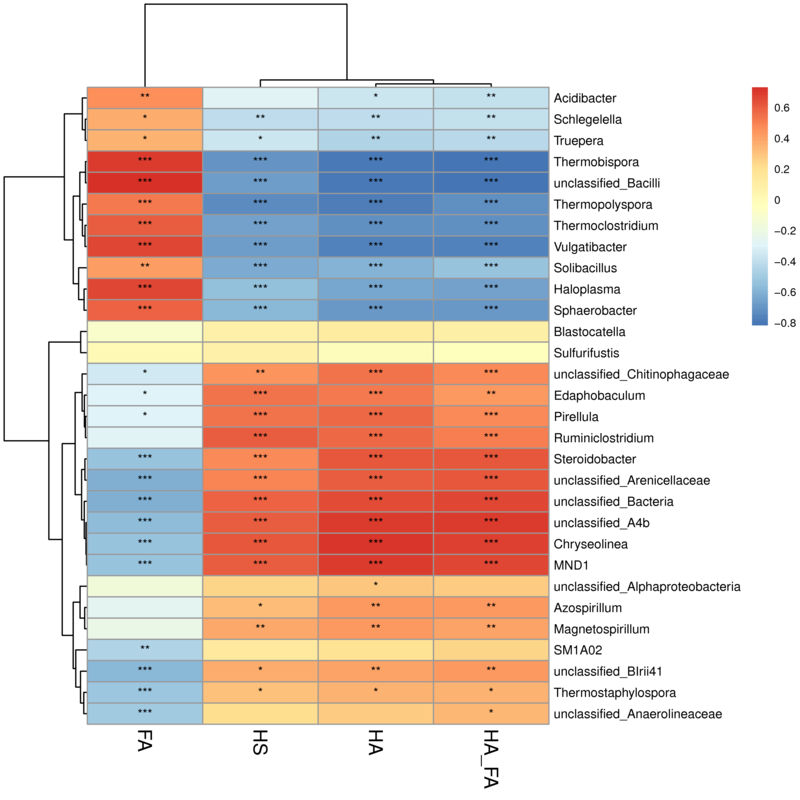 ** * ** Acidibacter
* ** ** ** Schlegelella
* * ** ** Truepera
*** *** *** *** Thermobispora
*** *** *** *** unclassified_Bacilli
*** *** *** *** Thermopolyspora
*** *** *** *** Thermoclostridium
*** *** *** *** Vulgatibacter
** *** *** *** Solibacillus
*** *** *** *** Haloplasma
*** *** *** *** Sphaerobacter
Blastocatella
Sulfurifustis
* ** *** *** unclassified_Chitinophagaceae
* *** *** ** Edaphobaculum
* *** *** *** Pirellula
*** *** *** Ruminiclostridium
*** *** *** *** Steroidobacter
*** *** *** *** unclassified_Arenicellaceae
*** *** *** *** unclassified_Bacteria
*** *** *** *** unclassified_A4b
*** *** *** *** Chryseolinea
*** *** *** *** MND1
* unclassified_Alphaproteobacteria
* ** ** Azospirillum
** ** ** Magnetospirillum
** SM1A02
*** * ** ** unclassified_BIrii41
*** * * * Thermostaphylospora
*** * unclassified_Anaerolineaceae
FA HS HA HA_FA
0.6
0.4
0.2
0
−0.2
−0.4
−0.6
−0.8